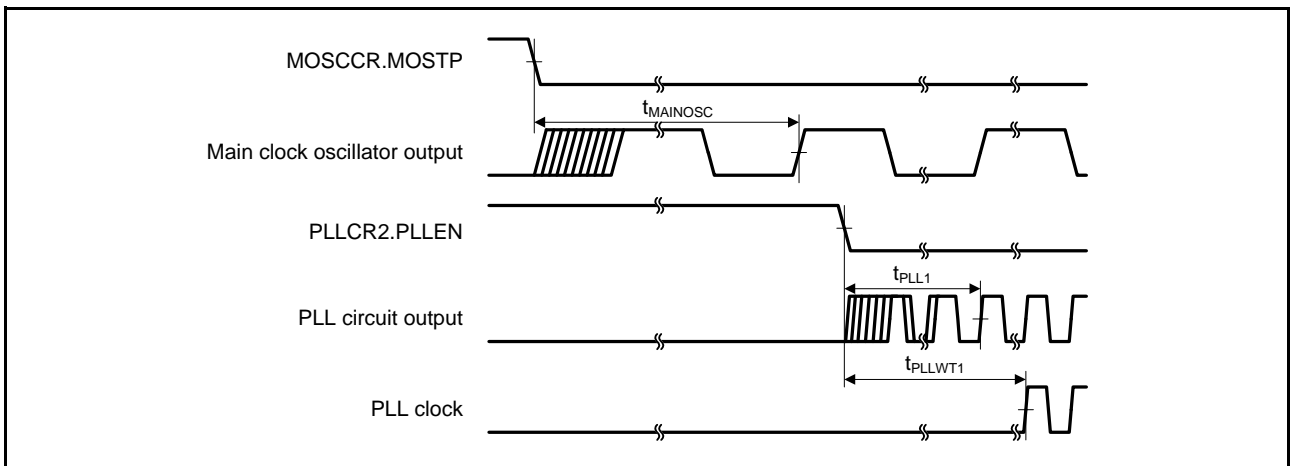 MOSCCR.MOSTP
tMAINOSC
Main clock oscillator output
PLLCR2.PLLEN
tPLL1
PLL circuit output
tPLLWT1
PLL clock